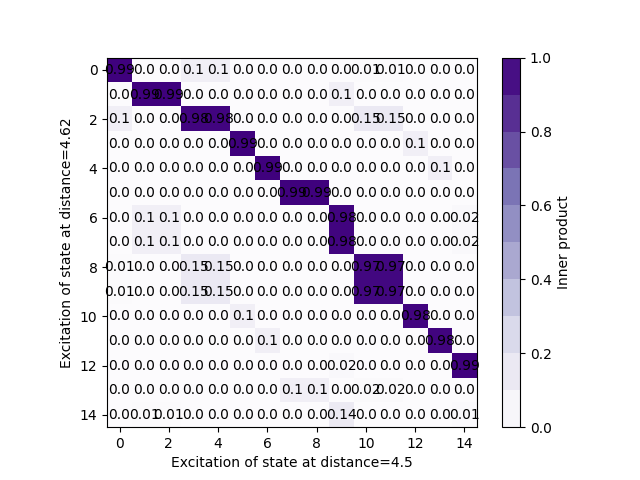 0 0.99 0.0 0.0 0.1 0.1 0.0 0.0 0.0 0.0 0.0 0.01 0.01 0.0 0.0 0.0
0.0 0.99 0.99 0.0 0.0 0.0 0.0 0.0 0.0 0.1 0.0 0.0 0.0 0.0 0.0
2 0.1 0.0 0.0 0.98 0.98 0.0 0.0 0.0 0.0 0.0 0.15 0.15 0.0 0.0 0.0
0.0 0.0 0.0 0.0 0.0 0.99 0.0 0.0 0.0 0.0 0.0 0.0 0.1 0.0 0.0
4 0.0 0.0 0.0 0.0 0.0 0.0 0.99 0.0 0.0 0.0 0.0 0.0 0.0 0.1 0.0
0.0 0.0 0.0 0.0 0.0 0.0 0.0 0.99 0.99 0.0 0.0 0.0 0.0 0.0 0.0
6 0.0 0.1 0.1 0.0 0.0 0.0 0.0 0.0 0.0 0.98 0.0 0.0 0.0 0.0 0.02
0.0 0.1 0.1 0.0 0.0 0.0 0.0 0.0 0.0 0.98 0.0 0.0 0.0 0.0 0.02
8 0.01 0.0 0.0 0.15 0.15 0.0 0.0 0.0 0.0 0.0 0.97 0.97 0.0 0.0 0.0
0.01 0.0 0.0 0.15 0.15 0.0 0.0 0.0 0.0 0.0 0.97 0.97 0.0 0.0 0.0
10 0.0 0.0 0.0 0.0 0.0 0.1 0.0 0.0 0.0 0.0 0.0 0.0 0.98 0.0 0.0
0.0 0.0 0.0 0.0 0.0 0.0 0.1 0.0 0.0 0.0 0.0 0.0 0.0 0.98 0.0
12 0.0 0.0 0.0 0.0 0.0 0.0 0.0 0.0 0.0 0.02 0.0 0.0 0.0 0.0 0.99
0.0 0.0 0.0 0.0 0.0 0.0 0.0 0.1 0.1 0.0 0.02 0.02 0.0 0.0 0.0
14 0.0 0.01 0.01 0.0 0.0 0.0 0.0 0.0 0.0 0.14 0.0 0.0 0.0 0.0 0.01
0 2 4 6 8 10 12 14
Excitation of state at distance=4.5
Excitation of state at distance=4.62
1.0
0.8
0.6
0.4
0.2
0.0
Inner product